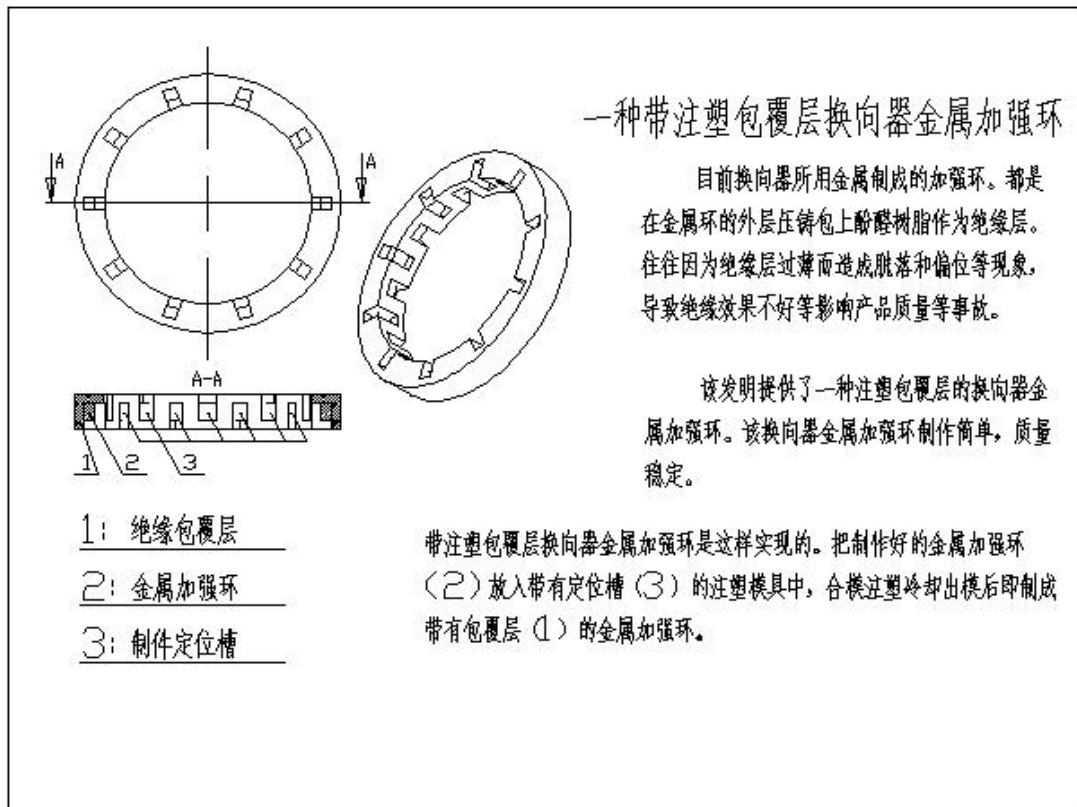 一种带注塑包覆层换向器金属加强环
目前换向器所用金属制成的加强环。都是
在金属环的外层压铸包上酚醛树脂作为绝缘层。
往往因为绝缘层过薄而造成脱落和偏位等现象，
导致绝缘效果不好等影响产品质量等事故。
该发明提供了一种注塑包覆层的换向器金
属加强环。该换向器金属加强环制作简单，质量
稳定。
A
A
A-A
1
2
3
1：绝缘包覆层
2：金属加强环
3：制件定位槽
带注塑包覆层换向器金属加强环是这样实现的。把制作好的金属加强环
（2）放入带有定位槽（3）的注塑模具中，合模注塑冷却出模后即制成
带有包覆层（1）的金属加强环。